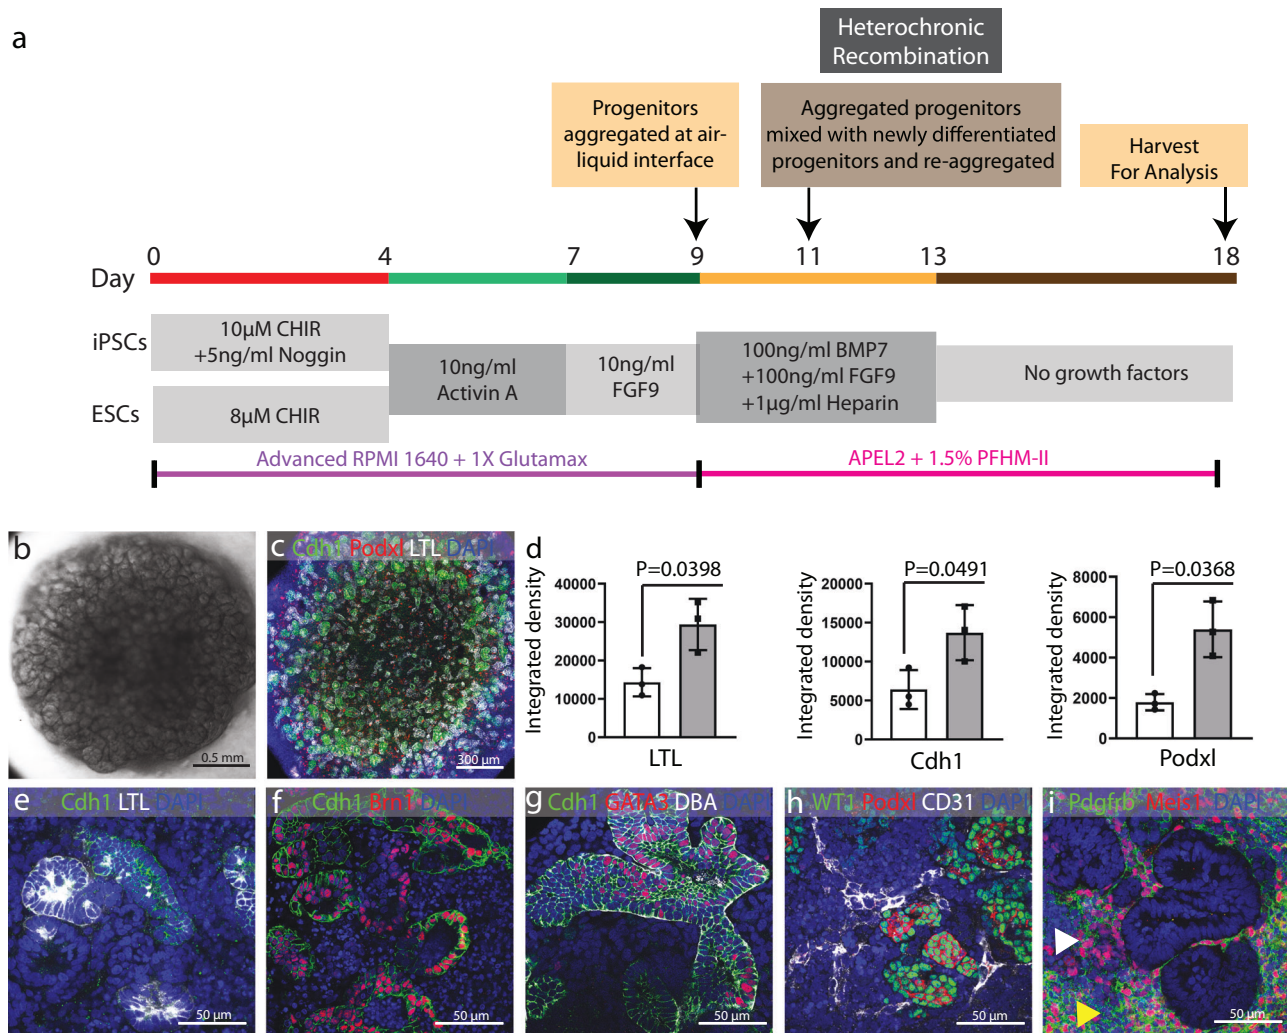 a
Heterochronic
Recombination
Progenitors
aggregated at air-
liquid interface
Aggregated progenitors
mixed with newly differentiated
progenitors and re-aggregated
Harvest
For Analysis
0 4 7 9 11 13 18
Day
iPSCs
10µM CHIR
+5ng/ml Noggin
ESCs
8µM CHIR
10ng/ml
Activin A
10ng/ml
FGF9
100ng/ml BMP7
+100ng/ml FGF9
+1µg/ml Heparin
No growth factors
Advanced RPMI 1640 + 1X Glutamax
APEL2 + 1.5% PFHM-II
b
0.5 mm
c Cdh1 Podxl LTL DAPI
300 µm
d
P=0.0398
Integrated density
40000
30000
20000
10000
0
LTL
P=0.0491
Integrated density
20000
15000
10000
5000
0
Cdh1
P=0.0368
Integrated density
8000
6000
4000
2000
0
Podxl
e Cdh1 LTL DAPI
50 µm
f Cdh1 Brn1 DAPI
50 µm
g Cdh1 GATA3 DBA DAPI
50 µm
h WT1 Podxl CD31 DAPI
50 µm
i Pdgfrb Meis1 DAPI
50 µm